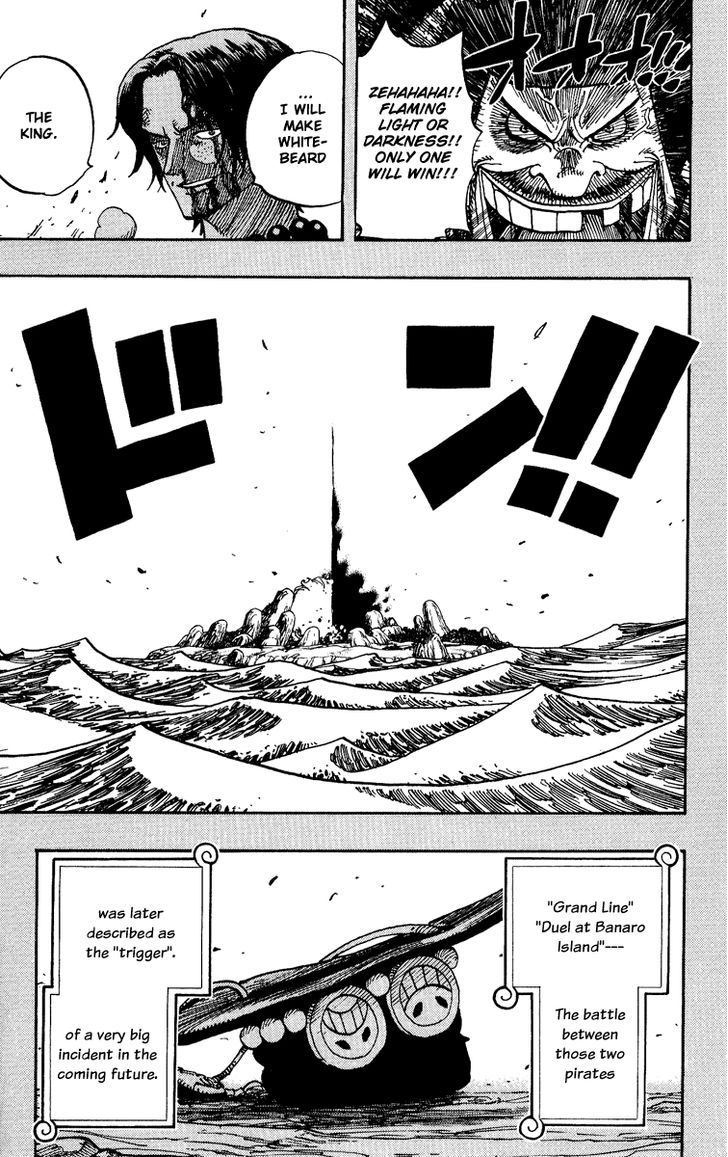 オオオ!!!
ZEHAHAHA!!
FLAMING
LIGHT OR
DARKNESS!!
ONLY ONE
WILL WIN!!!
...
I WILL
MAKE
WHITE-
BEARD
THE
KING.
ドン!!
"Grand Line"
"Duel at Banaro
Island"---
The battle
between
those two
pirates
was later
described as
the "trigger".
of a very big
incident in the
coming future.